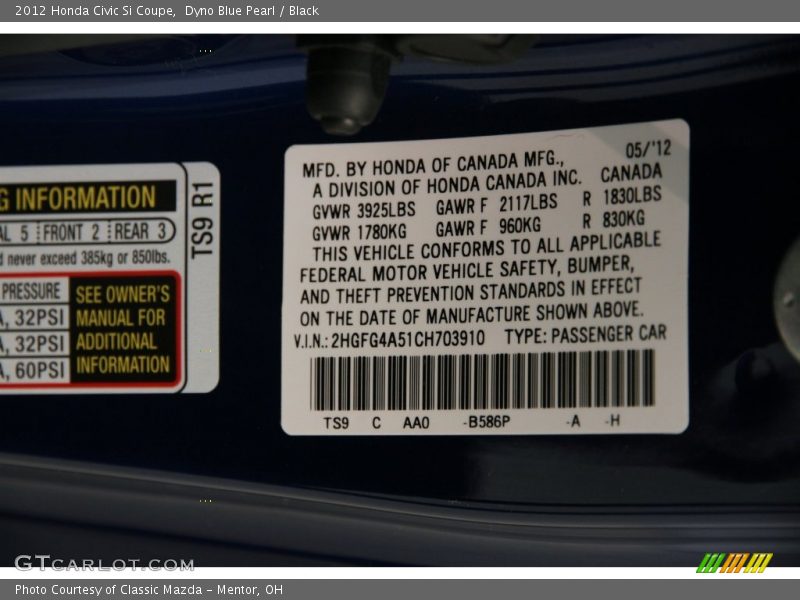 2012 Honda Civic Si Coupe, Dyno Blue Pearl / Black
G INFORMATION
AL 5 FRONT 2 REAR 3
d never exceed 385kg or 850lbs.
PRESSURE
A, 32PSI
A, 32PSI
A, 60PSI
SEE OWNER'S
MANUAL FOR
ADDITIONAL
INFORMATION
TS9 R1
05/'12
MFD. BY HONDA OF CANADA MFG.,
A DIVISION OF HONDA CANADA INC. CANADA
GVWR 3925LBS GAWR F 2117LBS R 1830LBS
GVWR 1780KG GAWR F 960KG R 830KG
THIS VEHICLE CONFORMS TO ALL APPLICABLE
FEDERAL MOTOR VEHICLE SAFETY, BUMPER,
AND THEFT PREVENTION STANDARDS IN EFFECT
ON THE DATE OF MANUFACTURE SHOWN ABOVE.
V.I.N.: 2HGFG4A51CH703910 TYPE: PASSENGER CAR
TS9 C AA0 -B586P -A -H
GTCARLOT.COM
Photo Courtesy of Classic Mazda - Mentor, OH